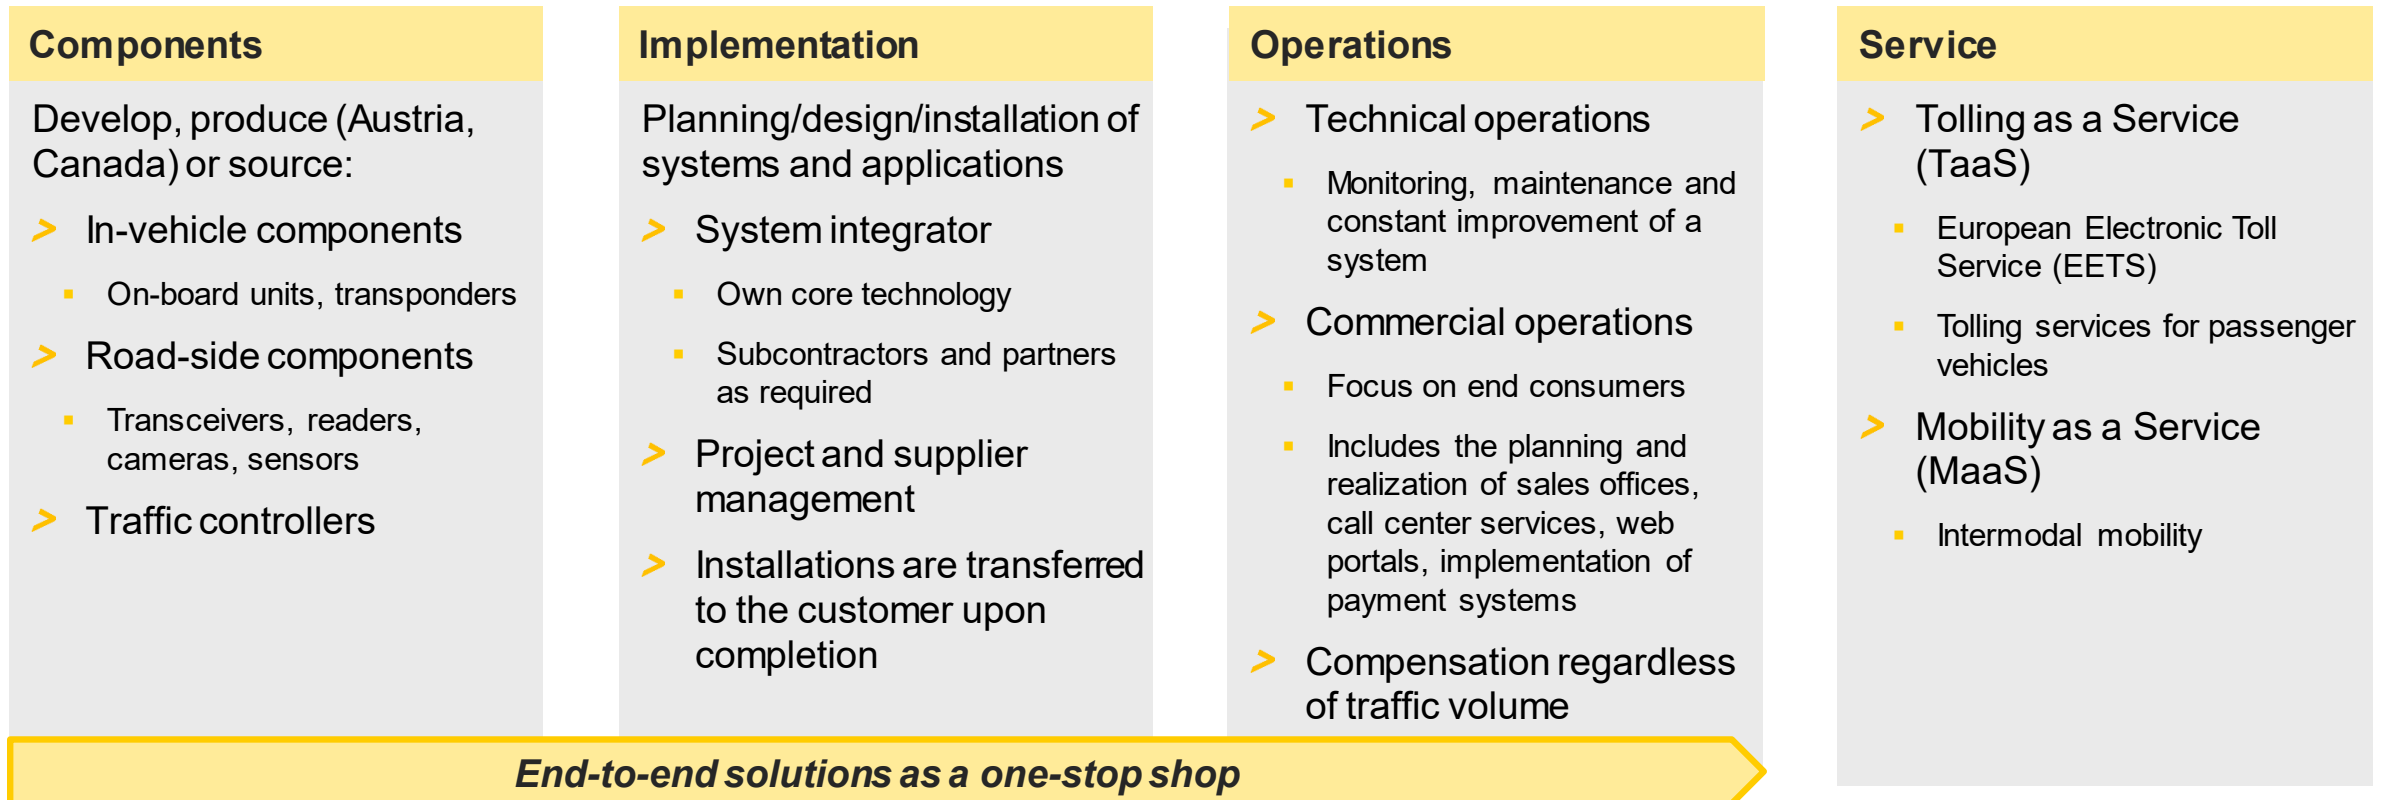 Components
Develop, produce (Austria,
Canada) or source:
> In-vehicle components
▪ On-board units, transponders
> Road-side components
▪ Transceivers, readers,
cameras, sensors
> Traffic controllers
Implementation
Planning/design/installation of
systems and applications
> System integrator
▪ Own core technology
▪ Subcontractors and partners
as required
> Project and supplier
management
> Installations are transferred
to the customer upon
completion
Operations
> Technical operations
▪ Monitoring, maintenance and
constant improvement of a
system
> Commercial operations
▪ Focus on end consumers
▪ Includes the planning and
realization of sales offices,
call center services, web
portals, implementation of
payment systems
> Compensation regardless
of traffic volume
Service
> Tolling as a Service
(TaaS)
▪ European Electronic Toll
Service (EETS)
▪ Tolling services for passenger
vehicles
> Mobility as a Service
(MaaS)
▪ Intermodal mobility
End-to-end solutions as a one-stop shop